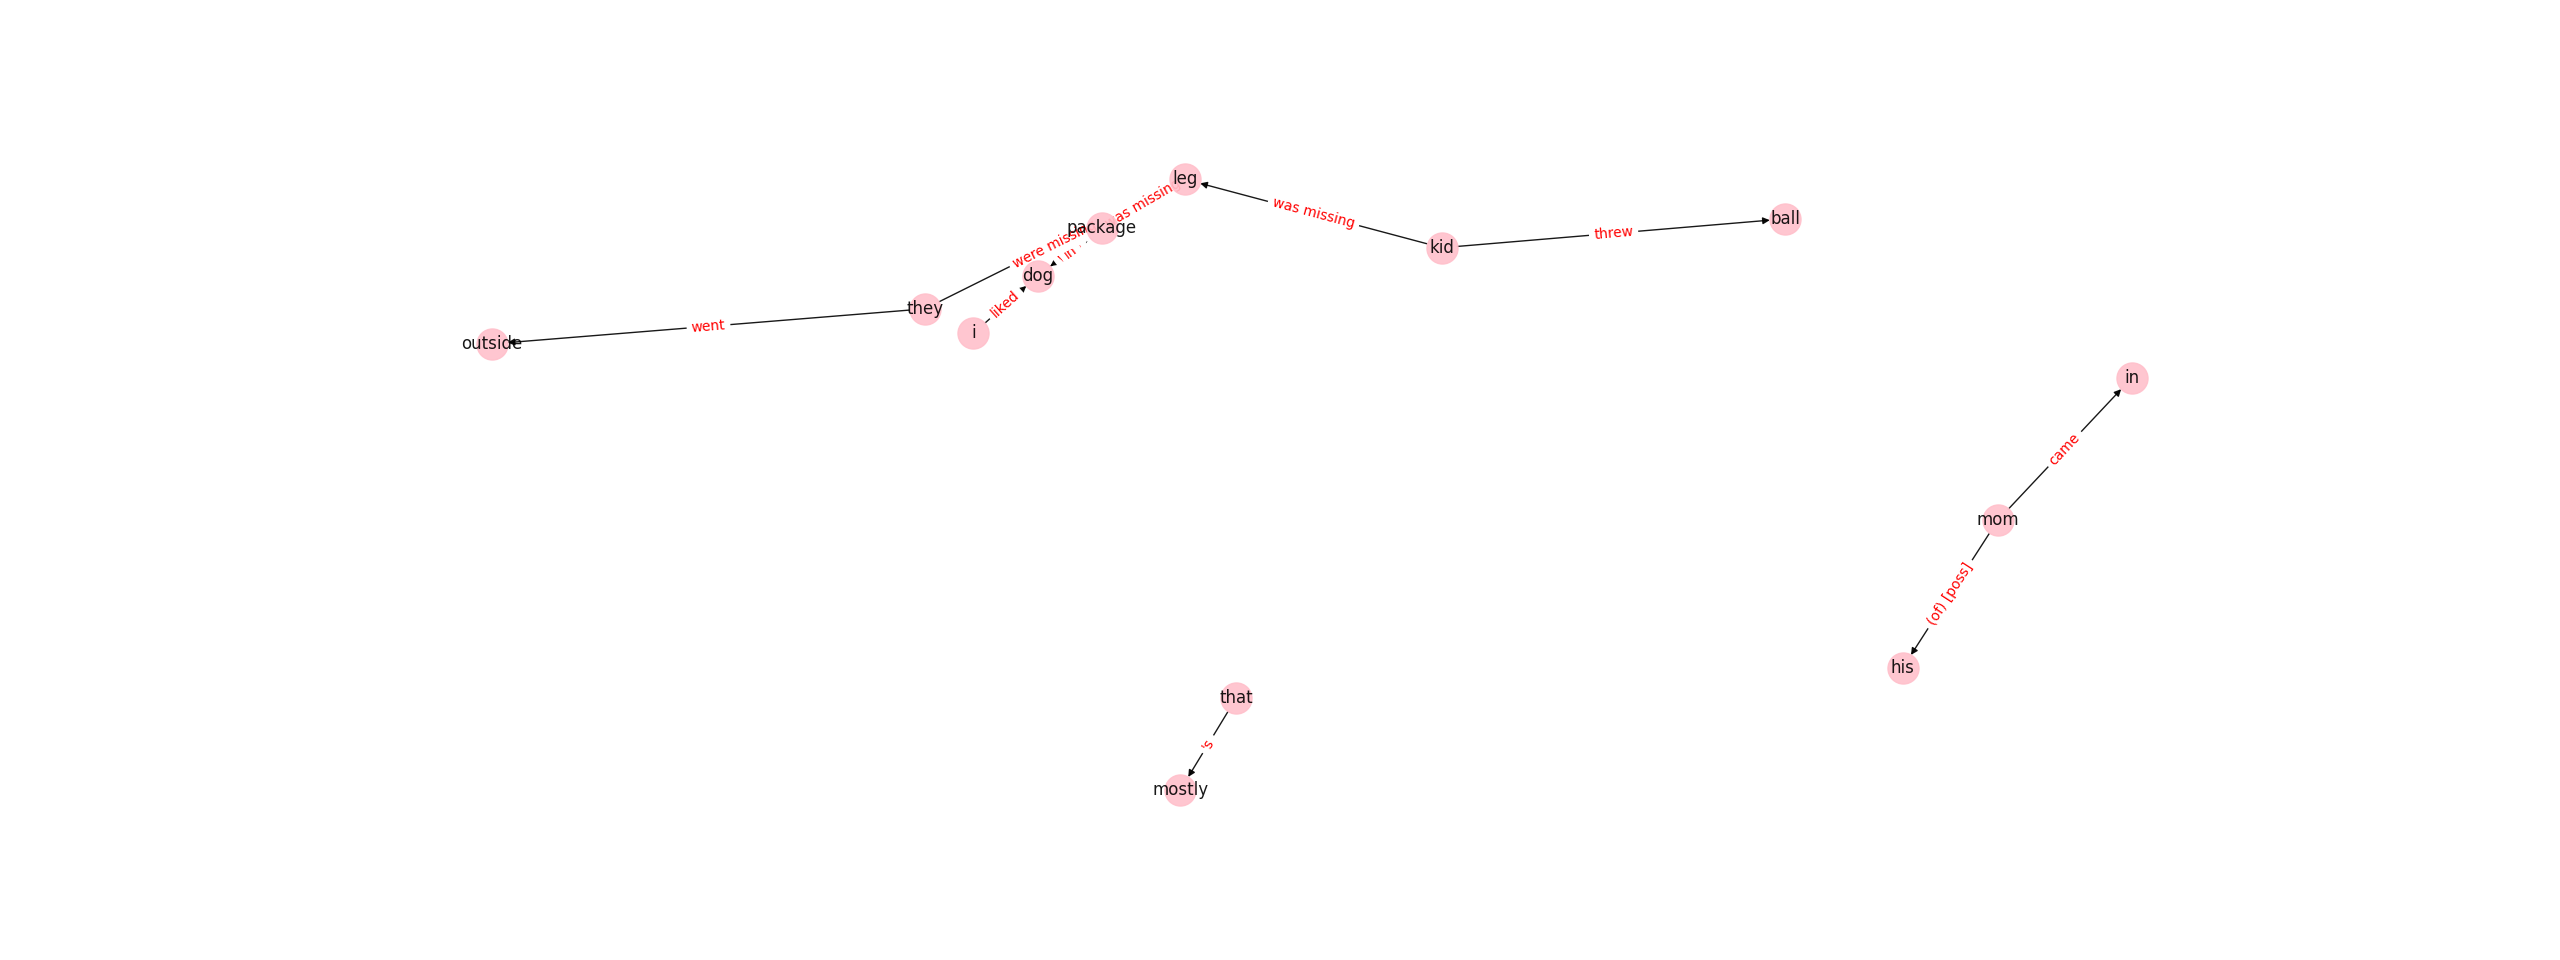 leg
as missin
was missing
ball
package
threw
were missi
kid
in
dog
liked
they
went
i
outside
in
came
mom
(of) [poss]
his
that
's
mostly